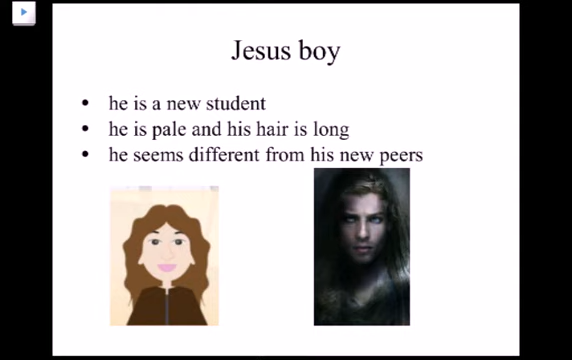 Jesus boy
• he is a new student
• he is pale and his hair is long
• he seems different from his new peers